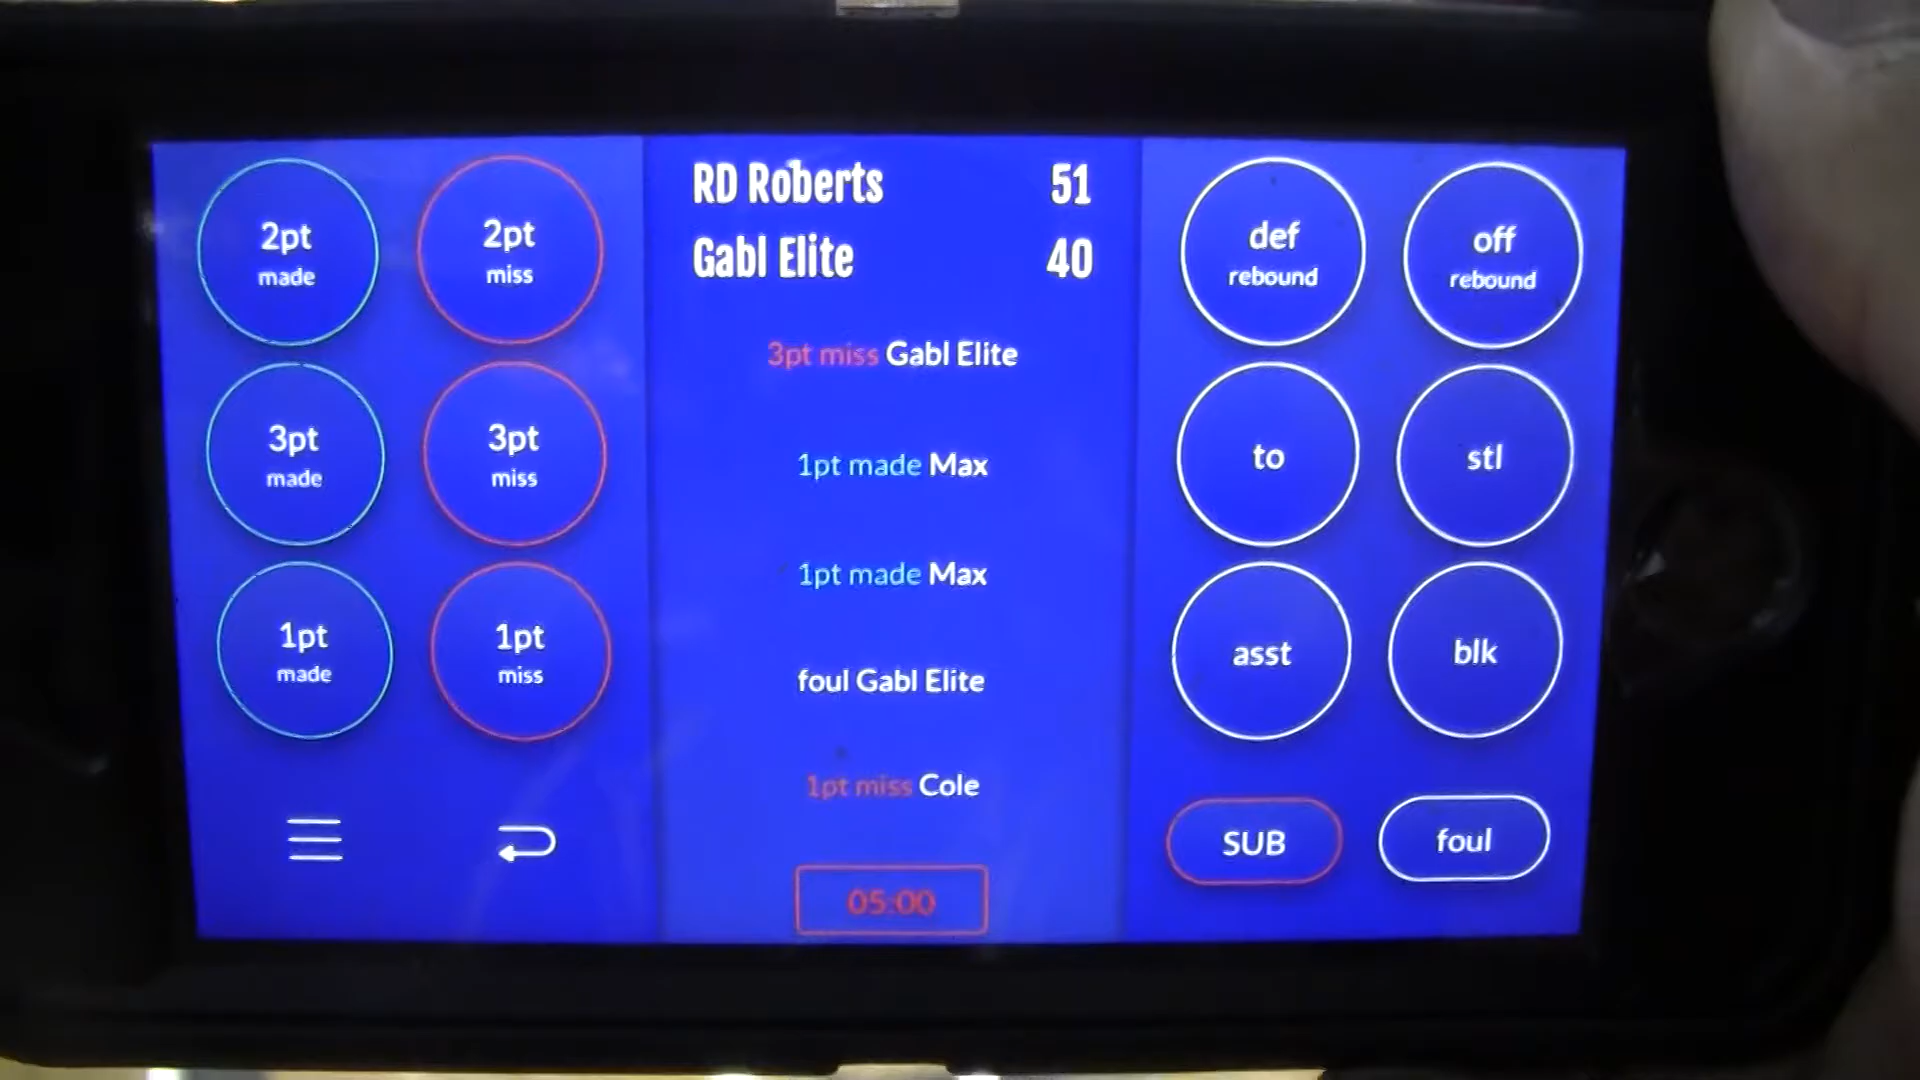 2pt
made
2pt
miss
3pt
made
3pt
miss
1pt
made
1pt
miss
RD Roberts 51
Gabl Elite 40
3pt miss Gabl Elite
1pt made Max
1pt made Max
foul Gabl Elite
1pt miss Cole
05:00
def
rebound
off
rebound
to
stl
asst
blk
SUB
foul